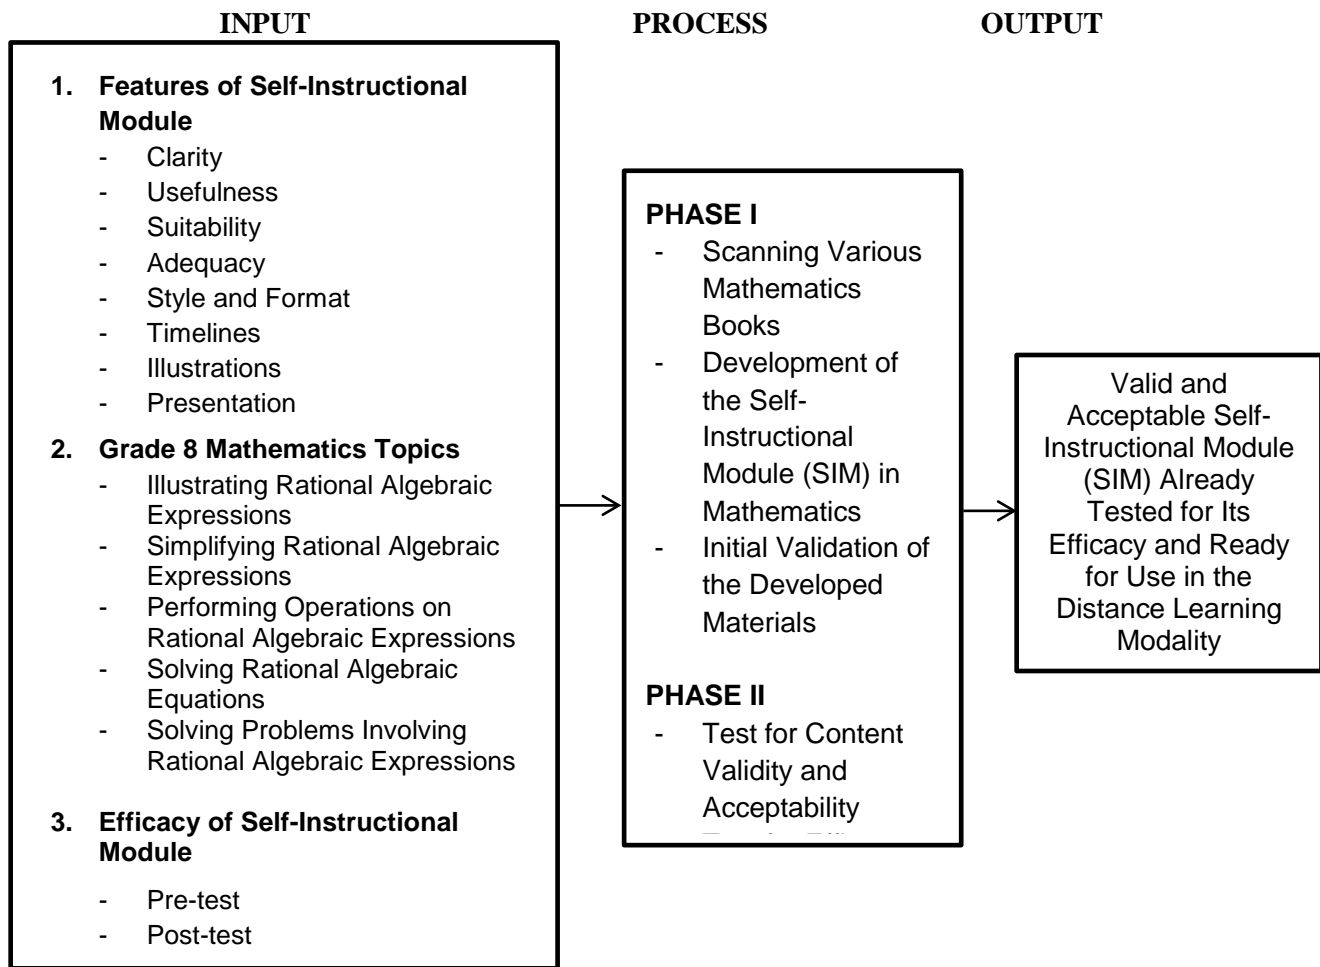 INPUT
PROCESS
OUTPUT
1. Features of Self-Instructional
Module
- Clarity
- Usefulness
- Suitability
- Adequacy
- Style and Format
- Timelines
- Illustrations
- Presentation
2. Grade 8 Mathematics Topics
- Illustrating Rational Algebraic
Expressions
- Simplifying Rational Algebraic
Expressions
- Performing Operations on
Rational Algebraic Expressions
- Solving Rational Algebraic
Equations
- Solving Problems Involving
Rational Algebraic Expressions
3. Efficacy of Self-Instructional
Module
- Pre-test
- Post-test
PHASE I
- Scanning Various
Mathematics
Books
- Development of
the Self-
Instructional
Module (SIM) in
Mathematics
- Initial Validation of
the Developed
Materials
PHASE II
- Test for Content
Validity and
Acceptability
Valid and
Acceptable Self-
Instructional Module
(SIM) Already
Tested for Its
Efficacy and Ready
for Use in the
Distance Learning
Modality